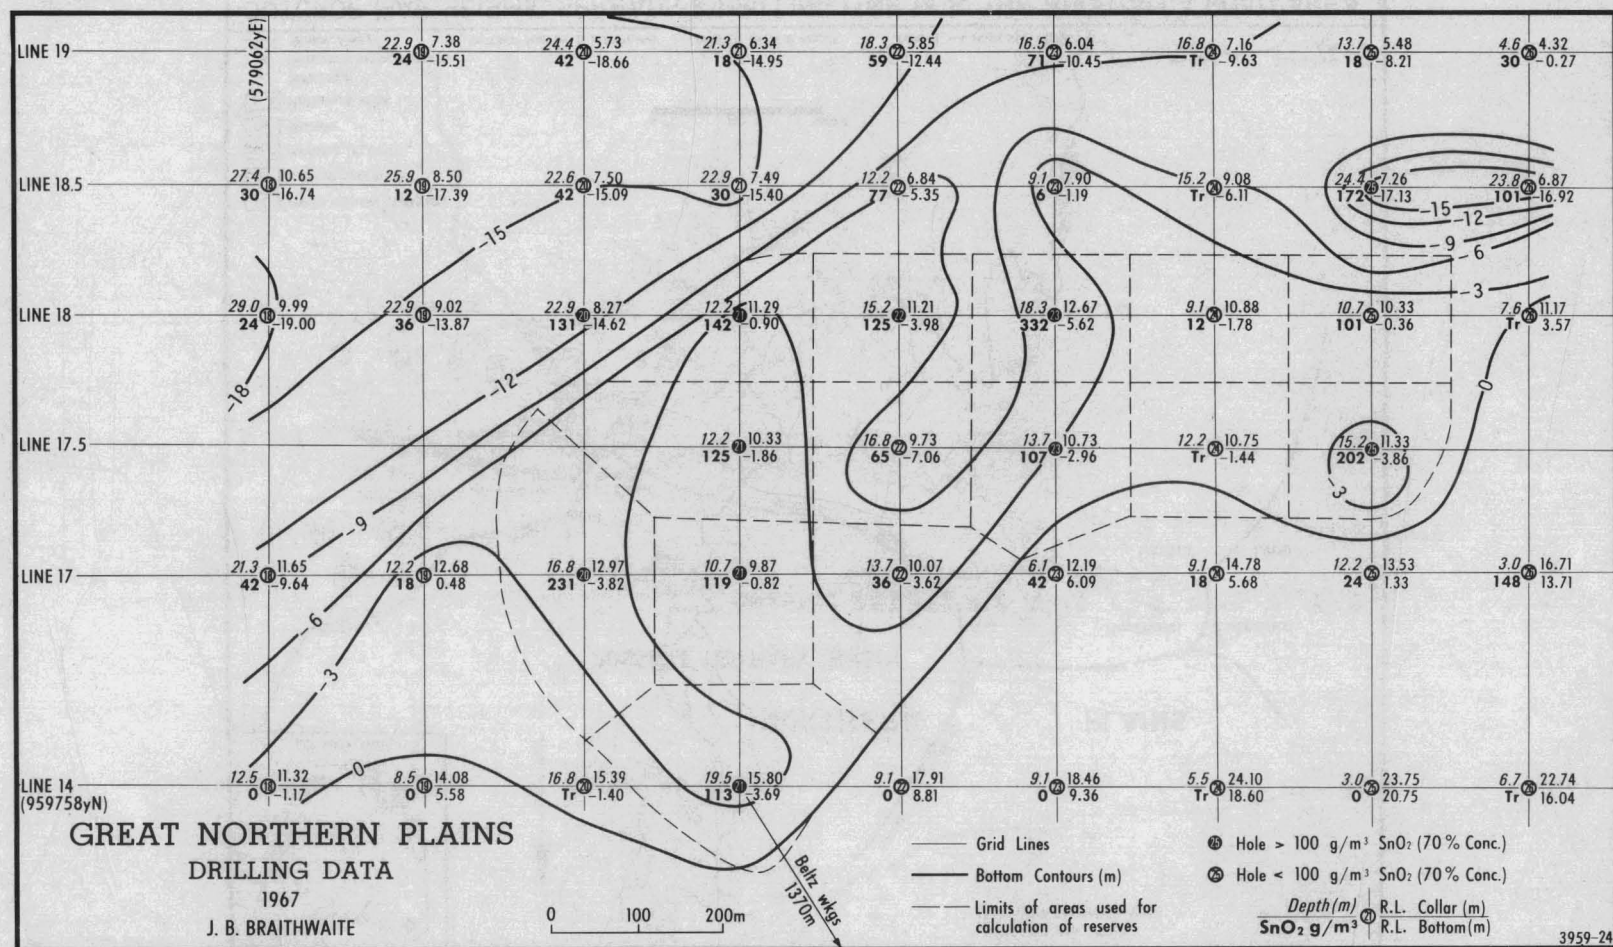 (579062yE)
LINE 19
22.9 7.38 24.4 5.73 21.3 6.34 18.3 5.85 16.5 6.04 16.8 7.16 13.7 5.48 4.6 4.32
24 -15.51 42 -18.66 18 -14.95 59 -12.44 71 -10.45 Tr -9.63 18 -8.21 30 -0.27
LINE 18.5
27.4 10.65 25.9 8.50 22.6 7.50 22.9 7.49 12.2 6.84 9.1 7.90 15.2 9.08 24.4 7.26 23.8 6.87
30 -16.74 12 -17.39 42 -15.09 30 -15.40 77 -5.35 6 -1.19 Tr -6.11 172 -17.13 101 -16.92
-15
-15
-12
-9
-6
-3
LINE 18
29.0 9.99 22.9 9.02 22.9 8.27 12.2 11.29 15.2 11.21 18.3 12.67 9.1 10.88 10.7 10.33 7.6 11.17
24 -19.00 36 -13.87 131 -14.62 142 -0.90 125 -3.98 332 -5.62 12 -1.78 101 -0.36 Tr 3.57
-18
-12
0
LINE 17.5
12.2 10.33 16.8 9.73 13.7 10.73 12.2 10.75 15.2 11.33
125 -1.86 65 -7.06 107 -2.96 Tr -1.44 202 -3.86
-3
-9
LINE 17
21.3 11.65 12.2 12.68 16.8 12.97 10.7 9.87 13.7 10.07 6.1 12.19 9.1 14.78 12.2 13.53 3.0 16.71
42 -9.64 18 0.48 231 -3.82 119 -0.82 36 -3.62 42 6.09 18 5.68 24 1.33 148 13.71
-6
-3
0
LINE 14
(959758yN)
12.5 11.32 8.5 14.08 16.8 15.39 19.5 15.80 9.1 17.91 9.1 18.46 5.5 24.10 3.0 23.75 6.7 22.74
0 -1.17 0 5.58 Tr -1.40 113 -3.69 0 8.81 0 9.36 Tr 18.60 0 20.75 Tr 16.04
GREAT NORTHERN PLAINS
DRILLING DATA
1967
J. B. BRAITHWAITE
0 100 200m
Beltz wkgs
1370m
Grid Lines
Bottom Contours (m)
Limits of areas used for
calculation of reserves
Hole > 100 g/m³ SnO₂ (70% Conc.)
Hole < 100 g/m³ SnO₂ (70% Conc.)
Depth (m) 21 R.L. Collar (m)
SnO₂ g/m³ R.L. Bottom (m)
3959-24